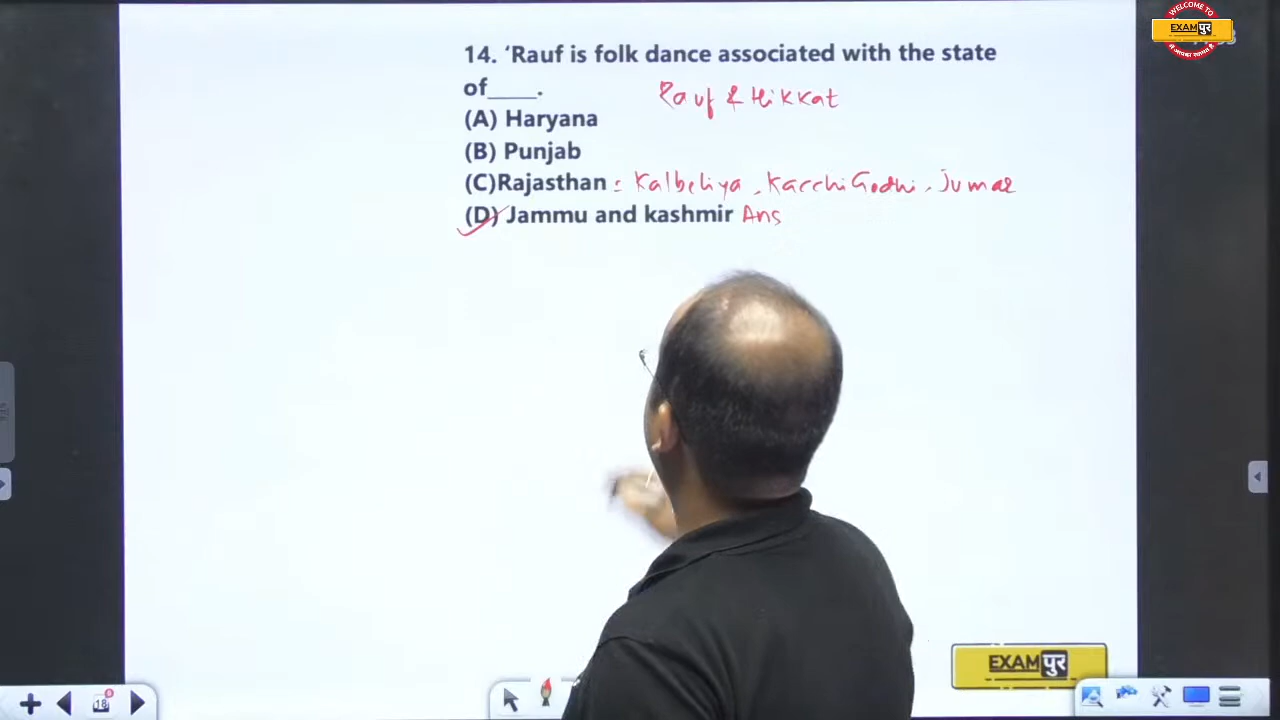 WELCOME TO
EXAMपुर
14. ‘Rauf is folk dance associated with the state
of____.
Rauf & Hikkat
(A) Haryana
(B) Punjab
(C)Rajasthan : Kalbeliya , Kacchi Godhi , Jumar
(D) Jammu and kashmir Ans
EXAMपुर
18